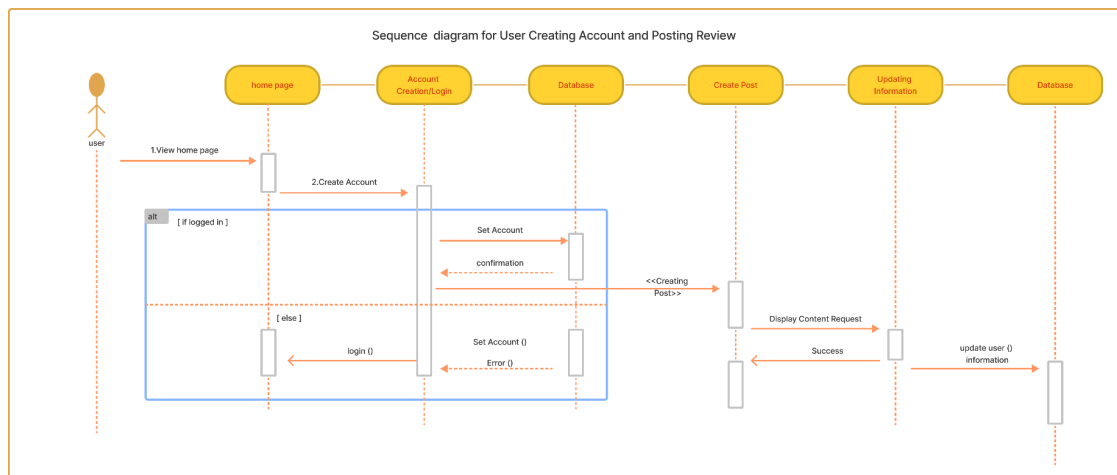 Sequence diagram for User Creating Account and Posting Review
home page
Account
Creation/Login
Database
Create Post
Updating
Information
Database
user
1.View home page
2.Create Account
alt
[ if logged in ]
Set Account
confirmation
<<Creating
Post>>
[ else ]
Display Content Request
Set Account ()
login ()
Error ()
Success
update user ()
information